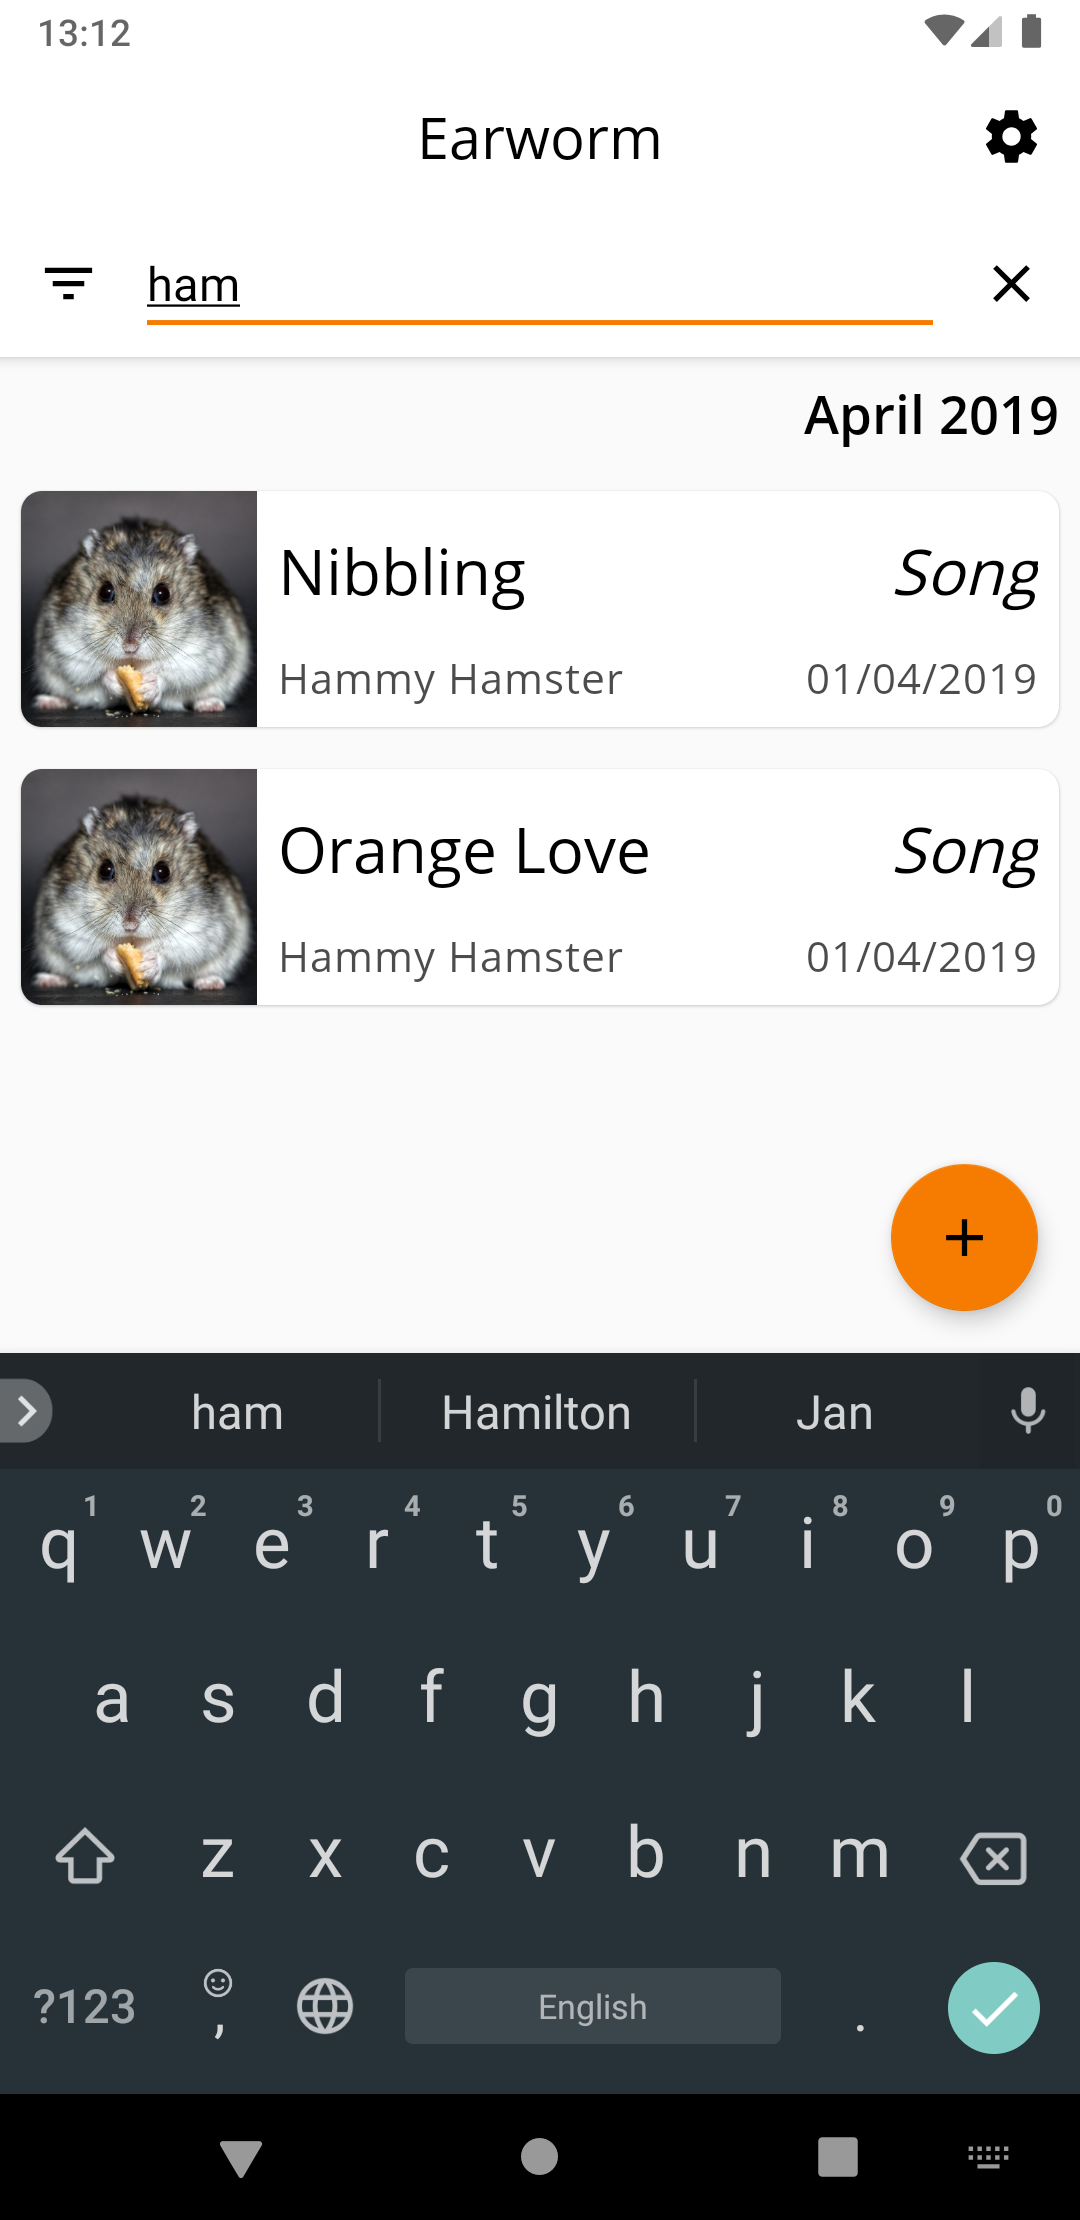 13:12
Earworm
ham
April 2019
Nibbling Song
Hammy Hamster 01/04/2019
Orange Love Song
Hammy Hamster 01/04/2019
ham Hamilton Jan
1 2 3 4 5 6 7 8 9 0
q w e r t y u i o p
a s d f g h j k l
z x c v b n m
?123 , English .